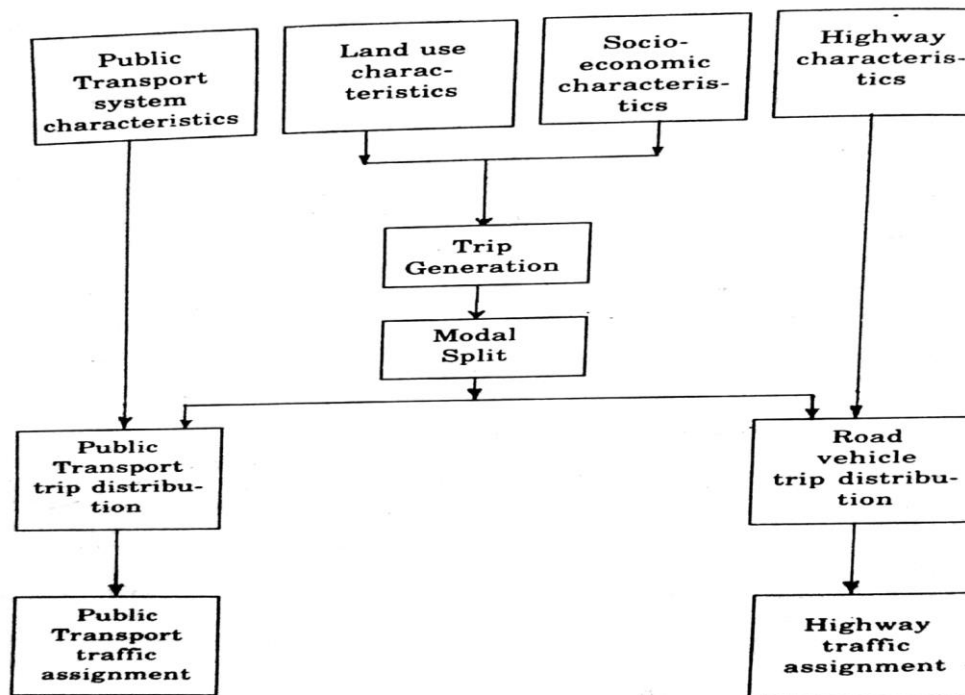 Public
Transport
system
characteristics
Land use
charac-
teristics
Socio-
economic
characteris-
tics
Highway
characteris-
tics
Trip
Generation
Modal
Split
Public
Transport
trip distribu-
tion
Road
vehicle
trip distribu-
tion
Public
Transport
traffic
assignment
Highway
traffic
assignment